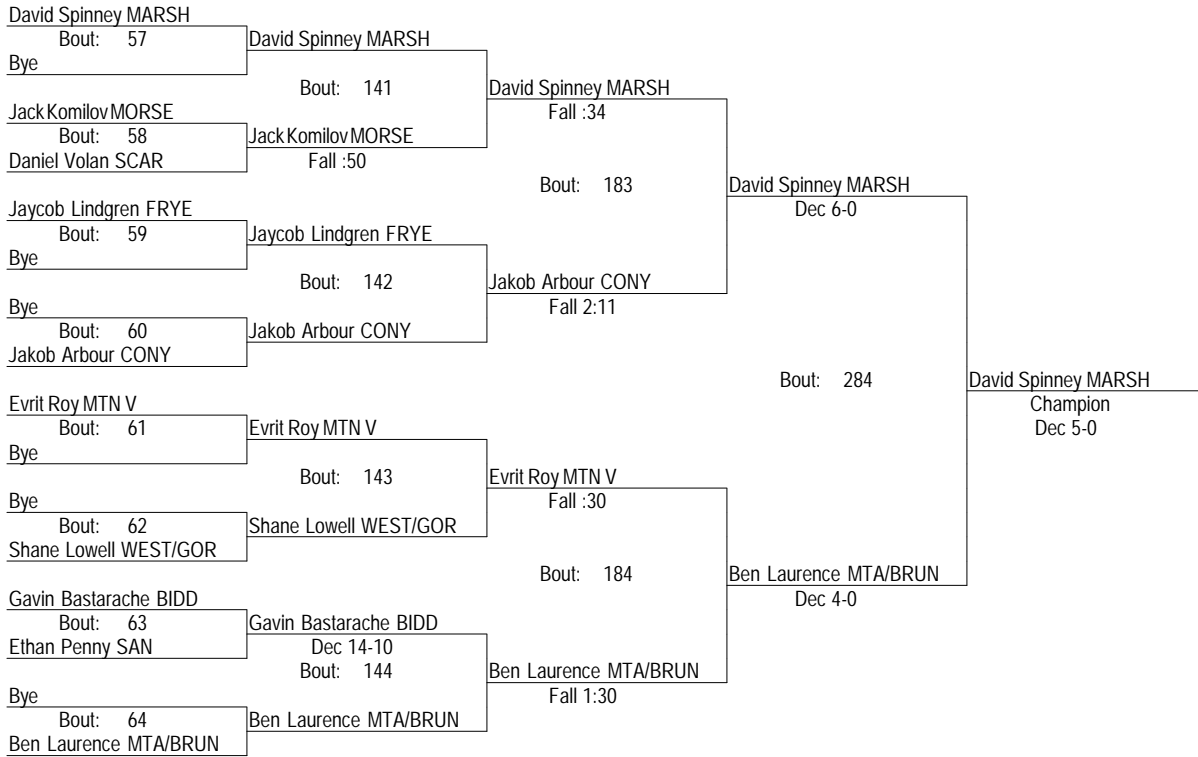 David Spinney MARSH
Bout: 57
David Spinney MARSH
Bye
Bout: 141
David Spinney MARSH
Jack Komilov MORSE
Fall :34
Bout: 58
Jack Komilov MORSE
Daniel Volan SCAR
Fall :50
Bout: 183
David Spinney MARSH
Jaycob Lindgren FRYE
Dec 6-0
Bout: 59
Jaycob Lindgren FRYE
Bye
Bout: 142
Jakob Arbour CONY
Bye
Fall 2:11
Bout: 60
Jakob Arbour CONY
Jakob Arbour CONY
Bout: 284
David Spinney MARSH
Evrit Roy MTN V
Champion
Bout: 61
Evrit Roy MTN V
Dec 5-0
Bye
Bout: 143
Evrit Roy MTN V
Bye
Fall :30
Bout: 62
Shane Lowell WEST/GOR
Shane Lowell WEST/GOR
Bout: 184
Ben Laurence MTA/BRUN
Gavin Bastarache BIDD
Dec 4-0
Bout: 63
Gavin Bastarache BIDD
Ethan Penny SAN
Dec 14-10
Bout: 144
Ben Laurence MTA/BRUN
Bye
Fall 1:30
Bout: 64
Ben Laurence MTA/BRUN
Ben Laurence MTA/BRUN